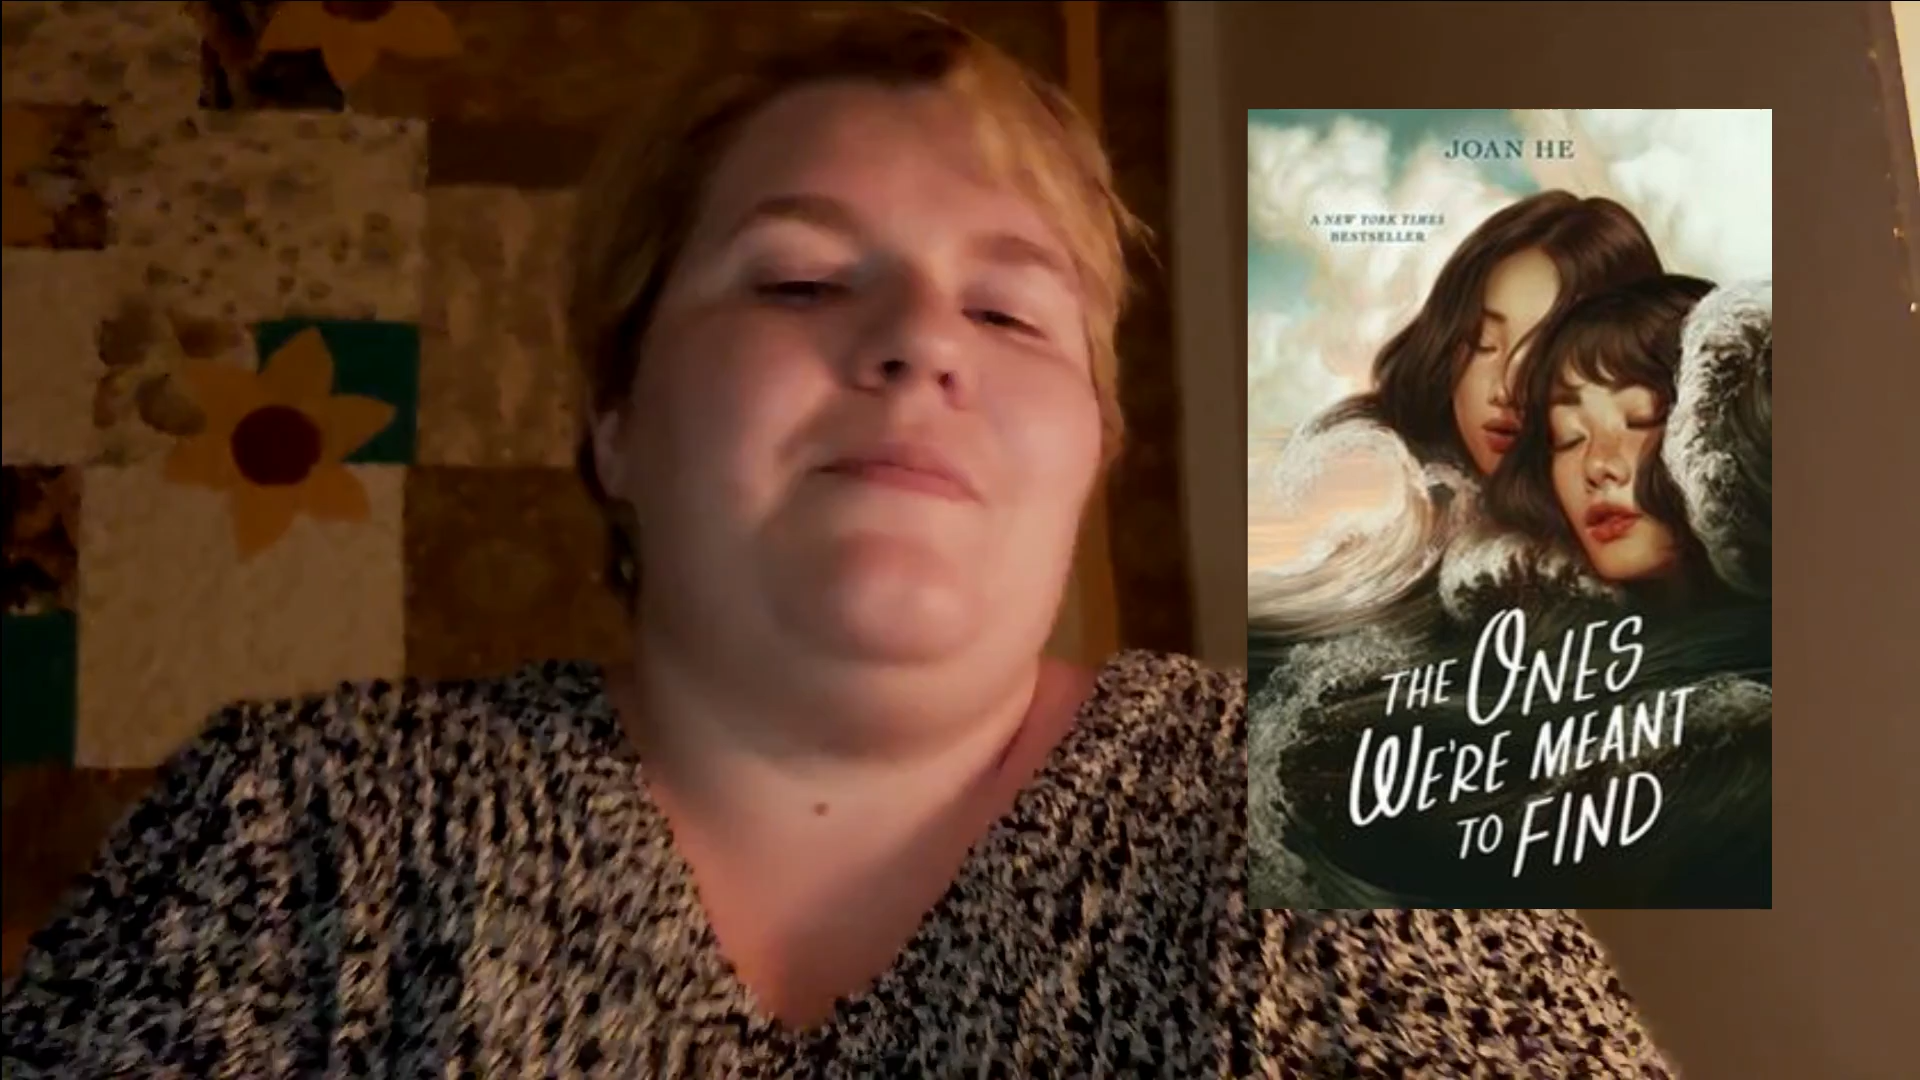 JOAN HE
A NEW YORK TIMES
BESTSELLER
THE ONES
WE'RE MEANT
TO FIND